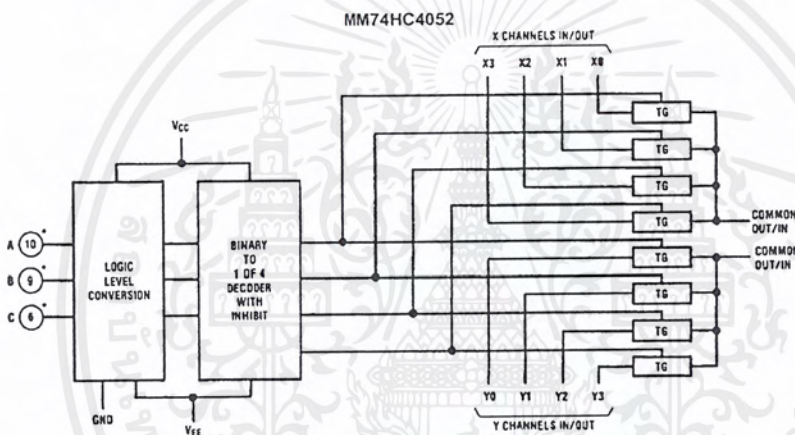 MM74HC4052
X CHANNELS IN/OUT
X3 X2 X1 X0
TG
TG
TG
TG
TG
TG
TG
TG
VCC
A 10*
B 9*
C 6*
LOGIC
LEVEL
CONVERSION
BINARY
TO
1 OF 4
DECODER
WITH
INHIBIT
COMMON
OUT/IN
COMMON
OUT/IN
GND
VEE
Y0 Y1 Y2 Y3
Y CHANNELS IN/OUT